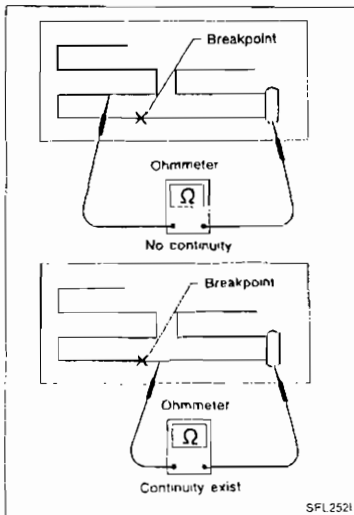 Breakpoint
Ohmmeter
Ω
No continuity
Breakpoint
Ohmmeter
Ω
Continuity exist
SFL252I